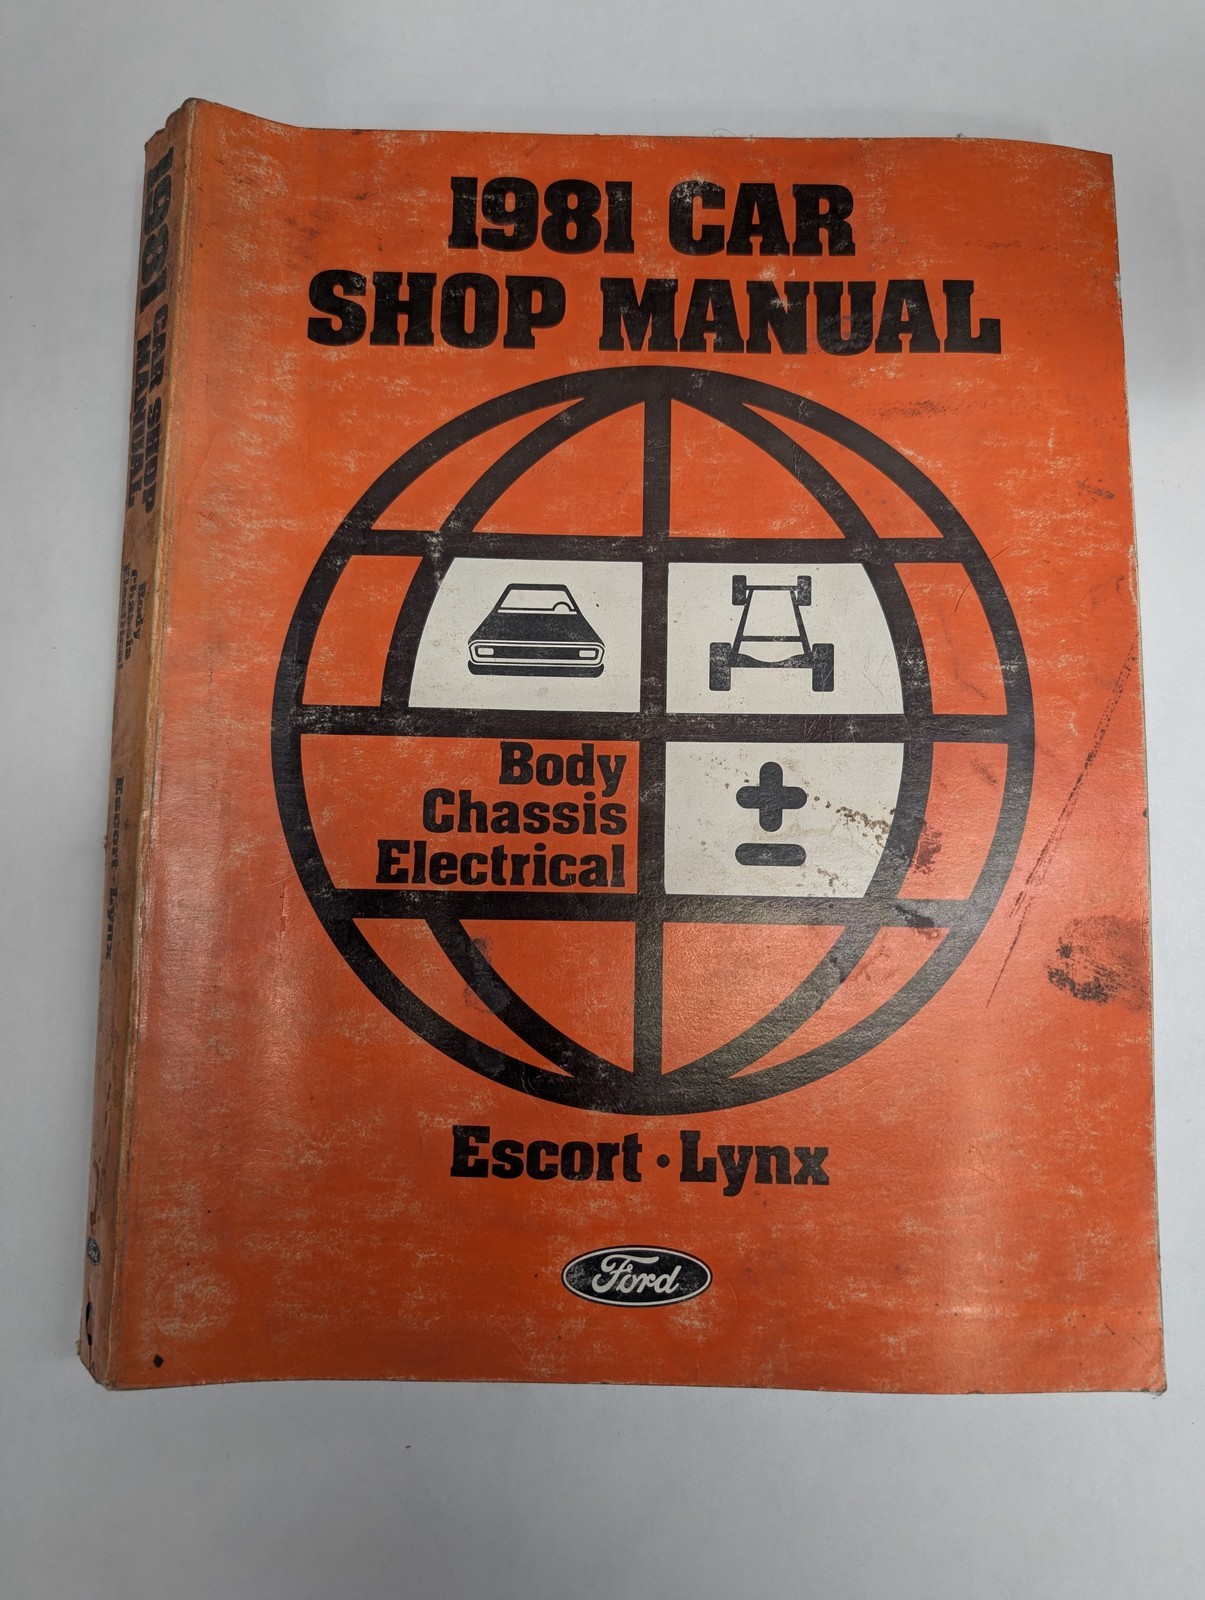 1981 CAR
SHOP MANUAL
Body
Chassis
Electrical
Escort · Lynx
Ford
1981 CAR SHOP
MANUAL
Body
Chassis
Electrical
Escort · Lynx
Ford